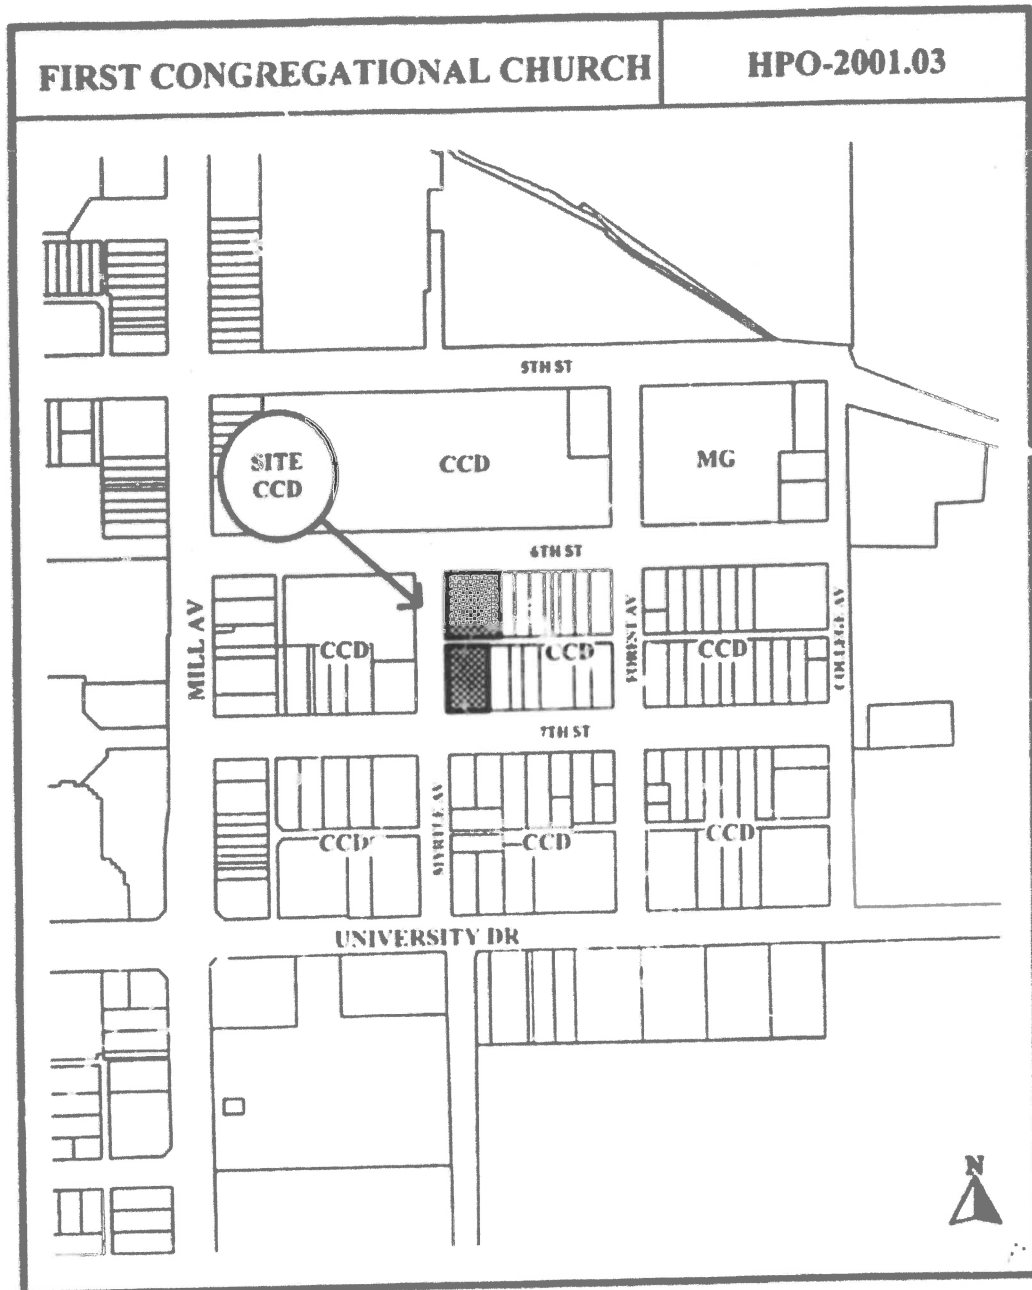 FIRST CONGREGATIONAL CHURCH
HPO-2001.03
5TH ST
SITE
CCD
CCD
MG
6TH ST
MILL AV
CCD
CCD
FOREST AV
CCD
COLLEGE AV
7TH ST
MYRTLE AV
CCD
CCD
CCD
UNIVERSITY DR
N